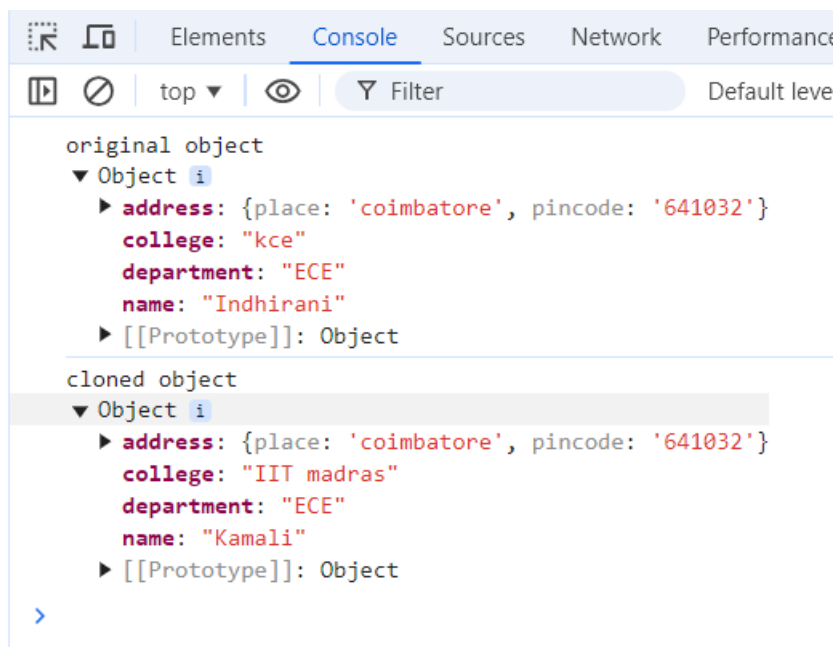 Elements Console Sources Network Performance
top ▼ Filter Default leve
original object
▼ Object i
▶ address: {place: 'coimbatore', pincode: '641032'}
college: "kce"
department: "ECE"
name: "Indhirani"
▶ [[Prototype]]: Object
cloned object
▼ Object i
▶ address: {place: 'coimbatore', pincode: '641032'}
college: "IIT madras"
department: "ECE"
name: "Kamali"
▶ [[Prototype]]: Object
>